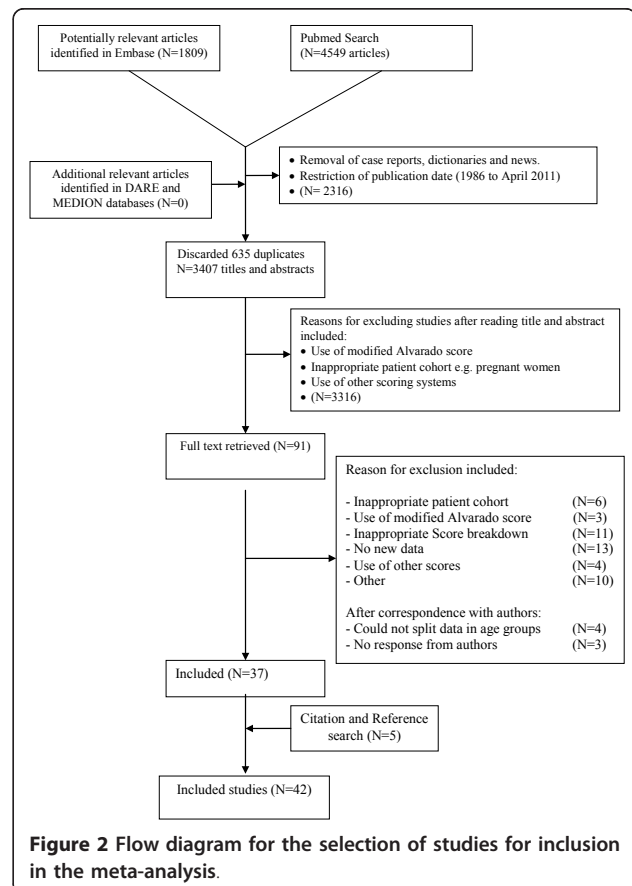 Potentially relevant articles
identified in Embase (N=1809)
Pubmed Search
(N=4549 articles)
Additional relevant articles
identified in DARE and
MEDION databases (N=0)
• Removal of case reports, dictionaries and news.
• Restriction of publication date (1986 to April 2011)
• (N= 2316)
Discarded 635 duplicates
N=3407 titles and abstracts
Reasons for excluding studies after reading title and abstract
included:
• Use of modified Alvarado score
• Inappropriate patient cohort e.g. pregnant women
• Use of other scoring systems
• (N=3316)
Full text retrieved (N=91)
Reason for exclusion included:
- Inappropriate patient cohort (N=6)
- Use of modified Alvarado score (N=3)
- Inappropriate Score breakdown (N=11)
- No new data (N=13)
- Use of other scores (N=4)
- Other (N=10)
After correspondence with authors:
- Could not split data in age groups (N=4)
- No response from authors (N=3)
Included (N=37)
Citation and Reference
search (N=5)
Included studies (N=42)
Figure 2 Flow diagram for the selection of studies for inclusion
in the meta-analysis.